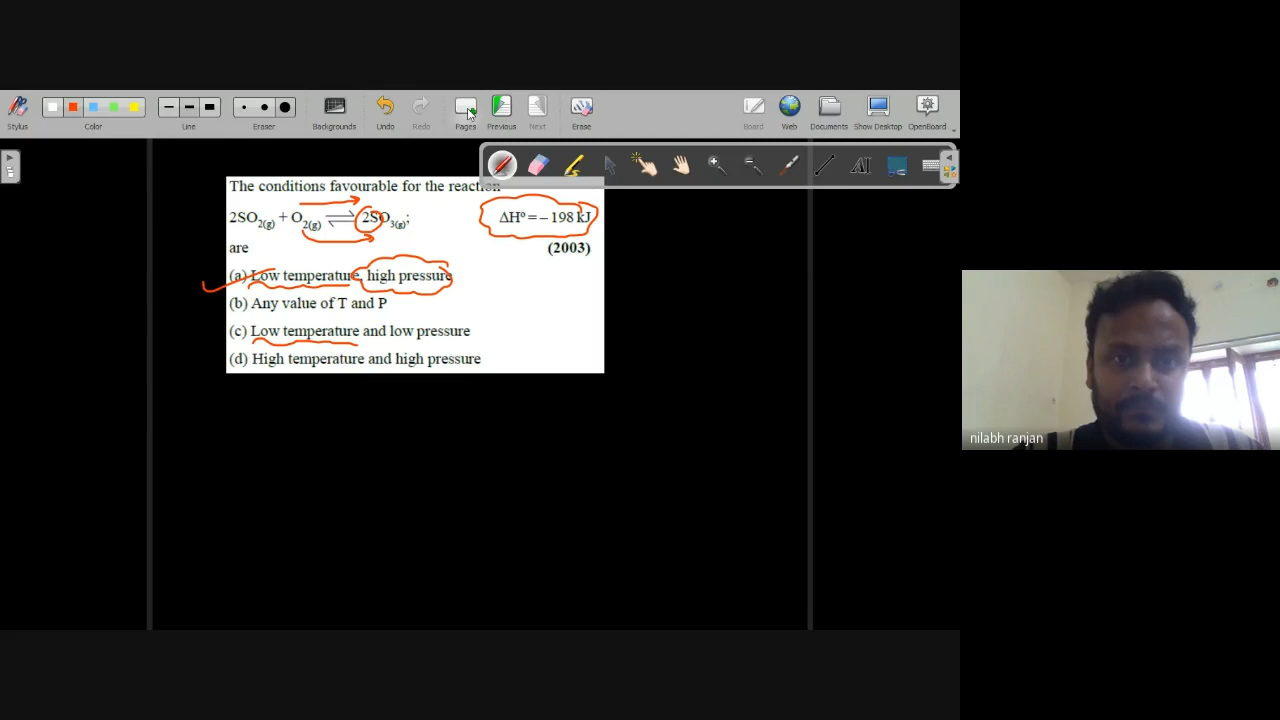 Stylus
Color
Line
Eraser
Backgrounds
Undo
Redo
Pages
Previous
Next
Erase
Board
Web
Documents
Show Desktop
OpenBoard
AI
The conditions favourable for the reaction
2SO2(g) + O2(g) ⇌ 2SO3(g); ΔHº = – 198 kJ
are (2003)
(a) Low temperature, high pressure
(b) Any value of T and P
(c) Low temperature and low pressure
(d) High temperature and high pressure
nilabh ranjan